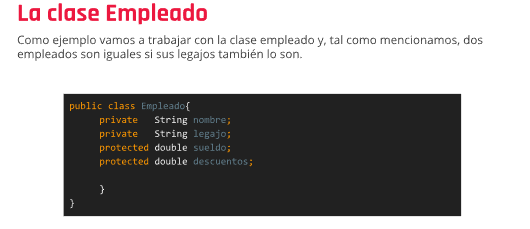 La clase Empleado
Como ejemplo vamos a trabajar con la clase empleado y, tal como mencionamos, dos
empleados son iguales si sus legajos también lo son.
public class Empleado{
private String nombre;
private String legajo;
protected double sueldo;
protected double descuentos;
}
}